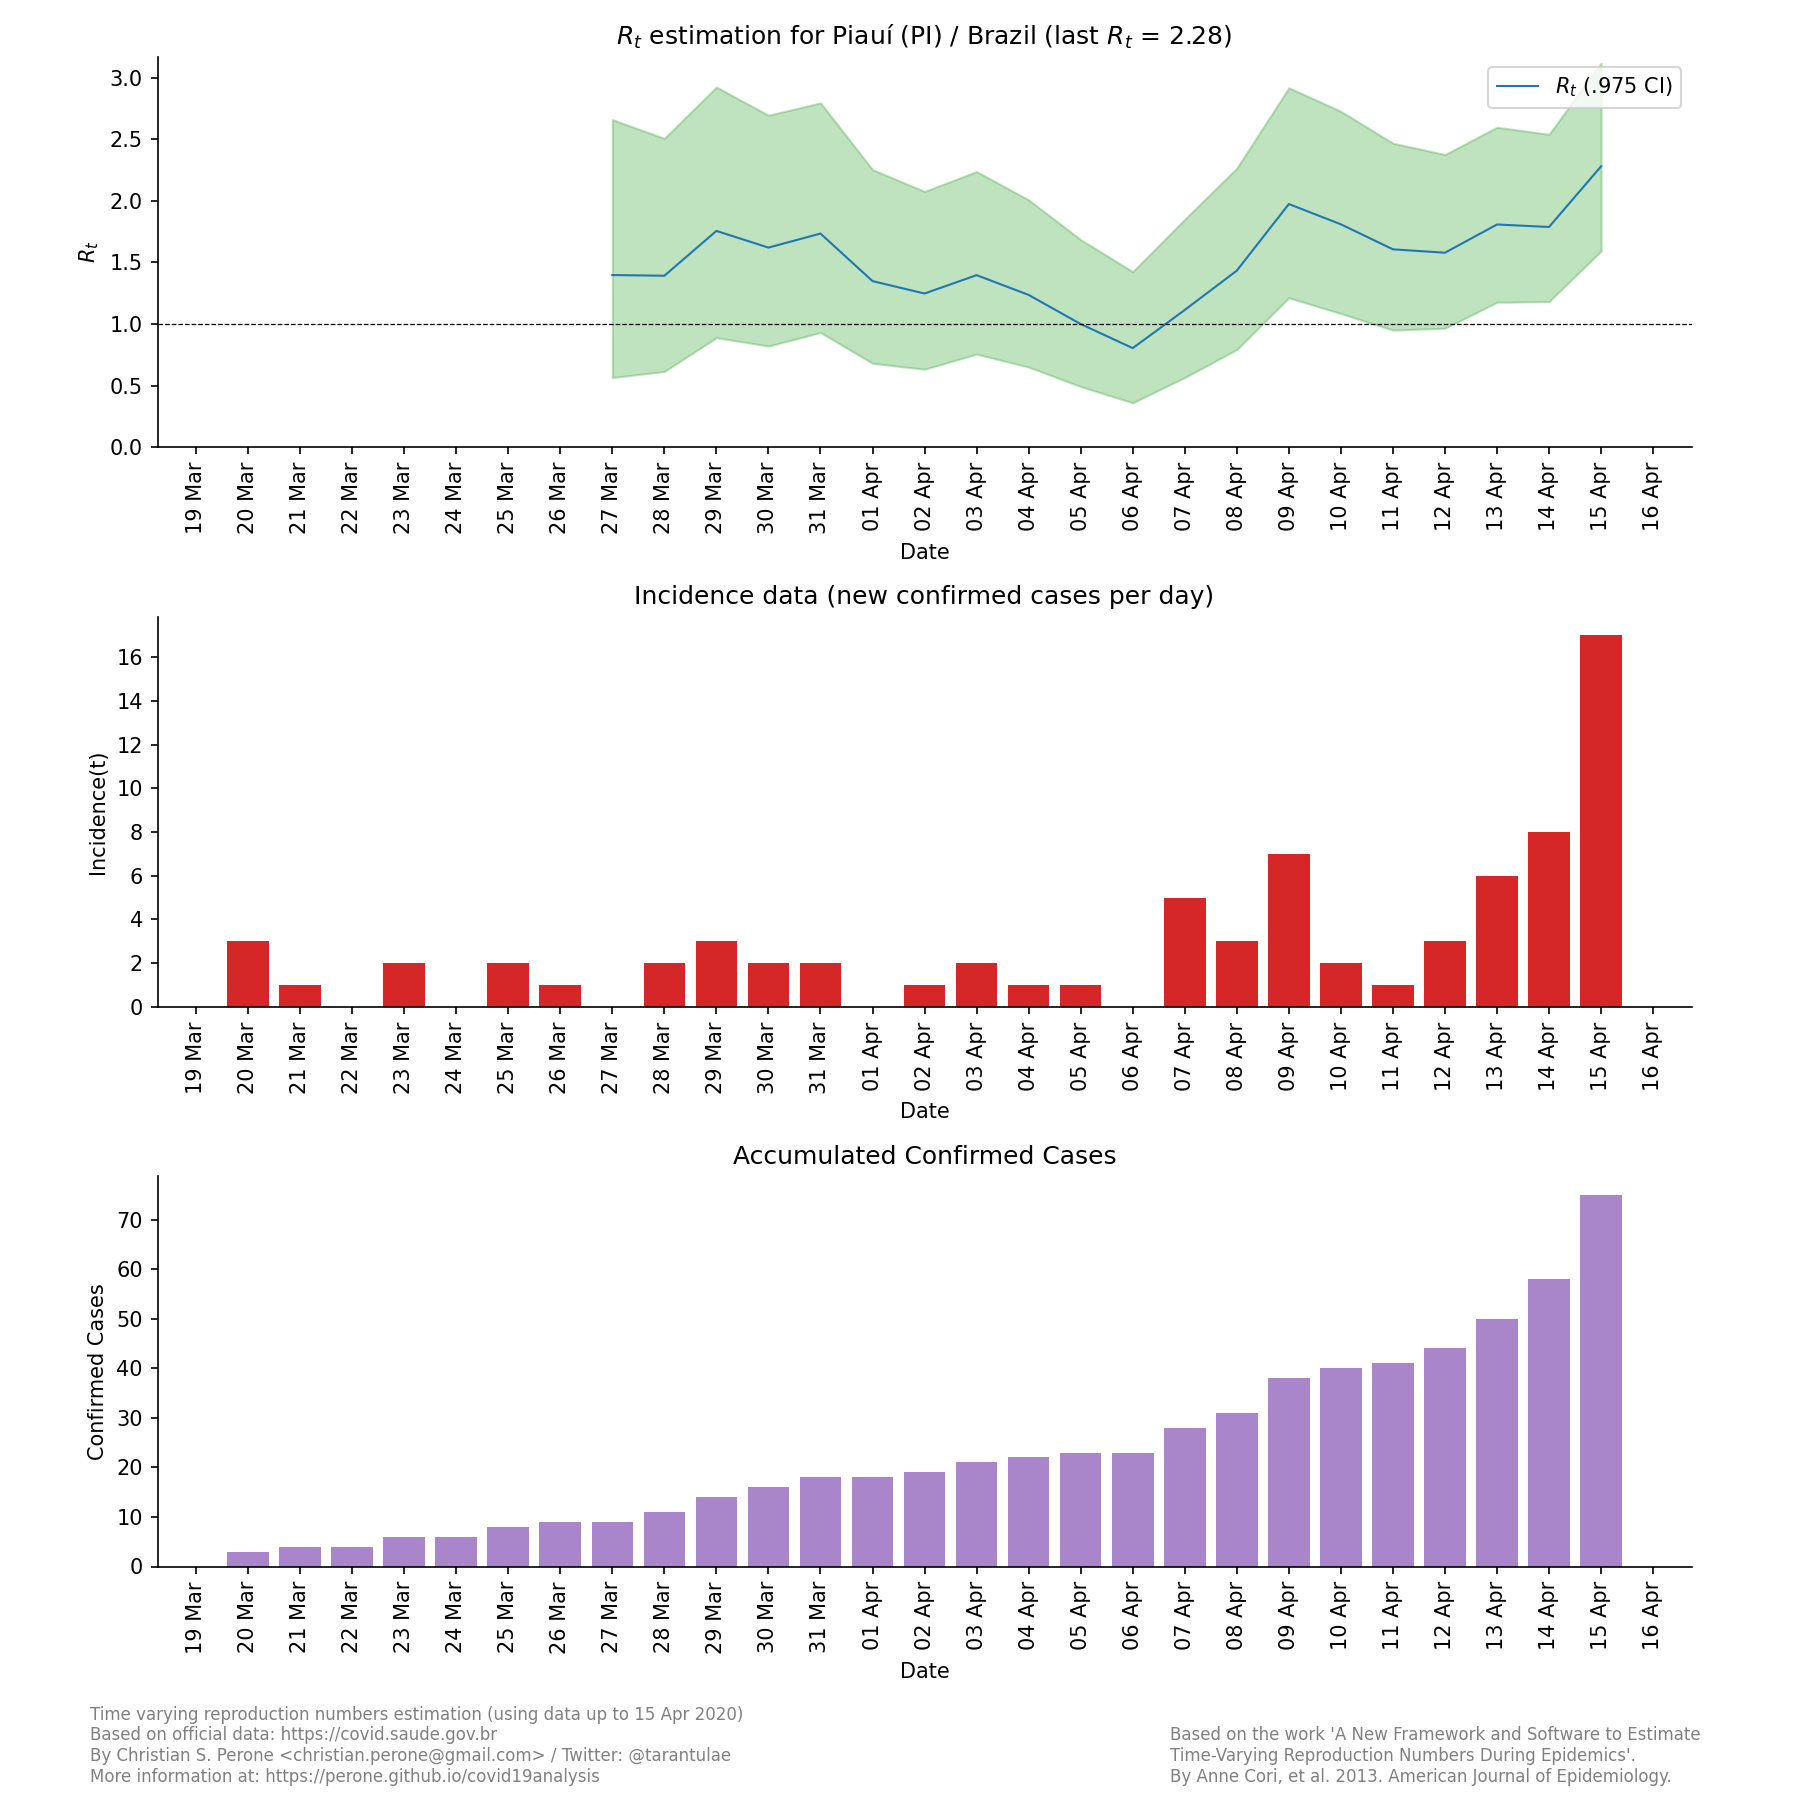 Rt estimation for Piauí (PI) / Brazil (last Rt = 2.28)
Rt (.975 CI)
3.0
2.5
2.0
1.5
1.0
0.5
0.0
Rt
19 Mar
20 Mar
21 Mar
22 Mar
23 Mar
24 Mar
25 Mar
26 Mar
27 Mar
28 Mar
29 Mar
30 Mar
31 Mar
01 Apr
02 Apr
03 Apr
04 Apr
05 Apr
06 Apr
07 Apr
08 Apr
09 Apr
10 Apr
11 Apr
12 Apr
13 Apr
14 Apr
15 Apr
16 Apr
Date
Incidence data (new confirmed cases per day)
16
14
12
10
8
6
4
2
0
Incidence(t)
19 Mar
20 Mar
21 Mar
22 Mar
23 Mar
24 Mar
25 Mar
26 Mar
27 Mar
28 Mar
29 Mar
30 Mar
31 Mar
01 Apr
02 Apr
03 Apr
04 Apr
05 Apr
06 Apr
07 Apr
08 Apr
09 Apr
10 Apr
11 Apr
12 Apr
13 Apr
14 Apr
15 Apr
16 Apr
Date
Accumulated Confirmed Cases
70
60
50
40
30
20
10
0
Confirmed Cases
19 Mar
20 Mar
21 Mar
22 Mar
23 Mar
24 Mar
25 Mar
26 Mar
27 Mar
28 Mar
29 Mar
30 Mar
31 Mar
01 Apr
02 Apr
03 Apr
04 Apr
05 Apr
06 Apr
07 Apr
08 Apr
09 Apr
10 Apr
11 Apr
12 Apr
13 Apr
14 Apr
15 Apr
16 Apr
Date
Time varying reproduction numbers estimation (using data up to 15 Apr 2020)
Based on official data: https://covid.saude.gov.br
By Christian S. Perone <christian.perone@gmail.com> / Twitter: @tarantulae
More information at: https://perone.github.io/covid19analysis
Based on the work 'A New Framework and Software to Estimate
Time-Varying Reproduction Numbers During Epidemics'.
By Anne Cori, et al. 2013. American Journal of Epidemiology.